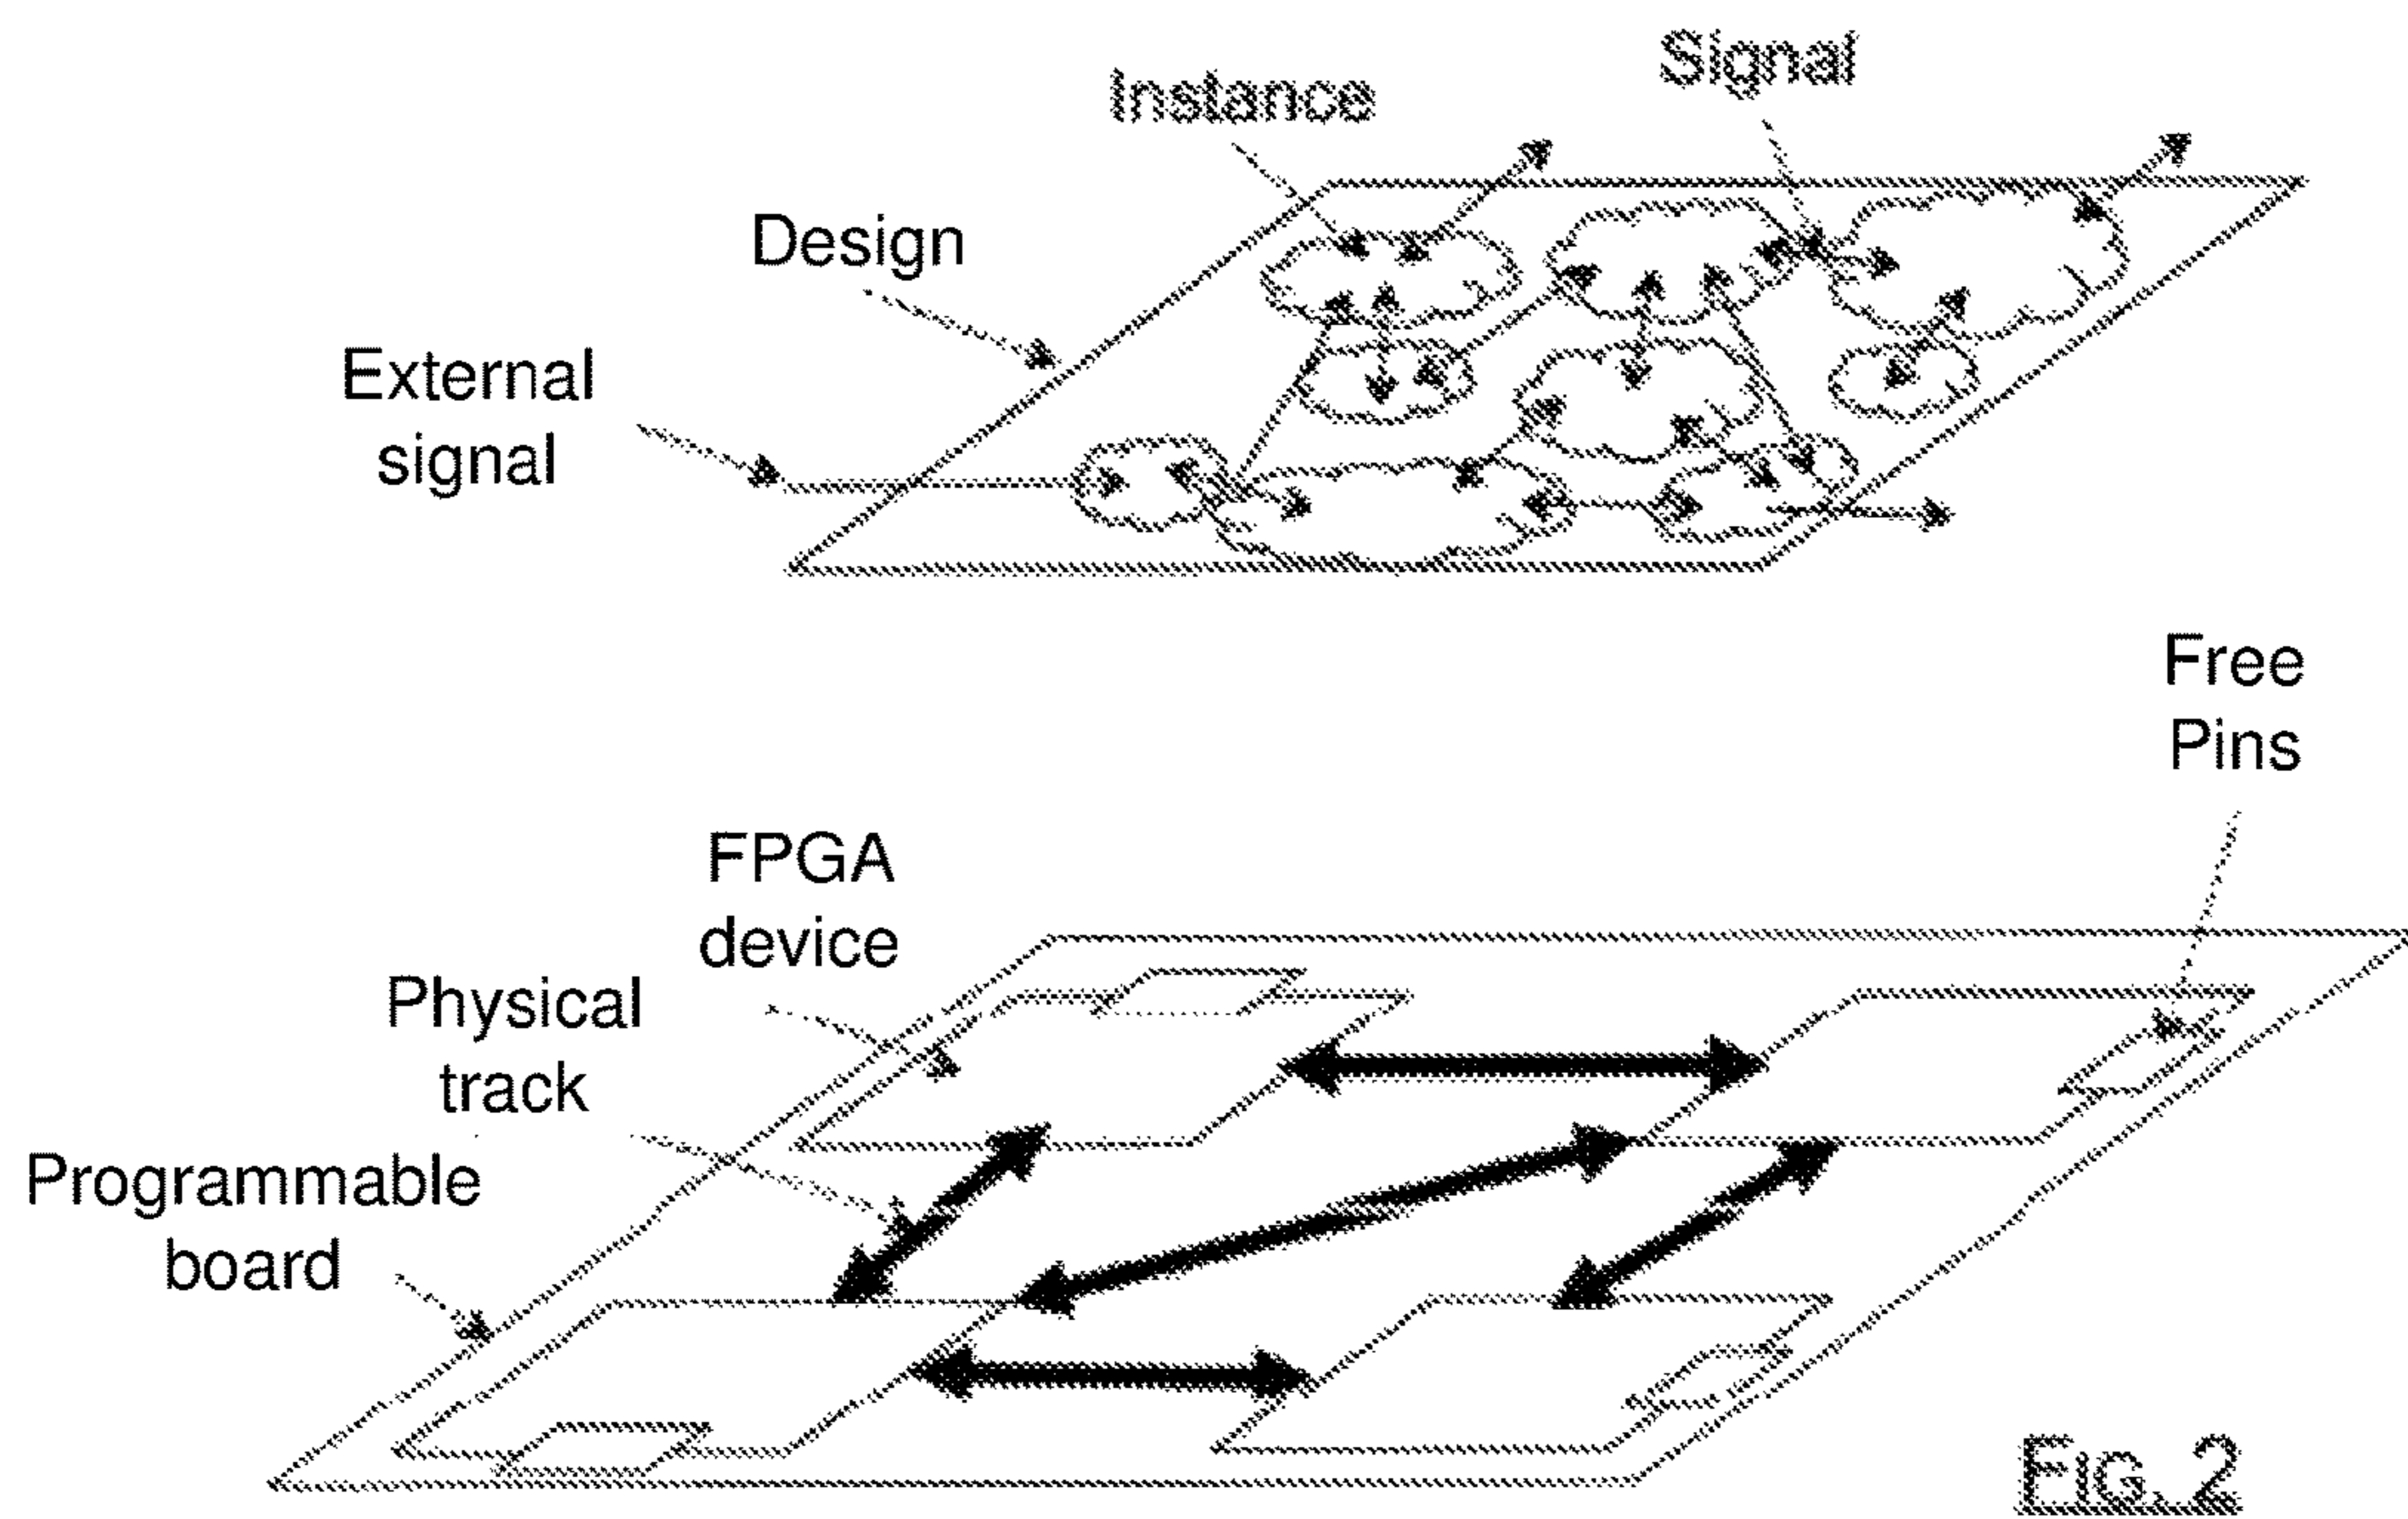 Signal
Instance
Design
External
signal
Free
Pins
FPGA
device
Physical
track
Programmable
board
FIG. 2